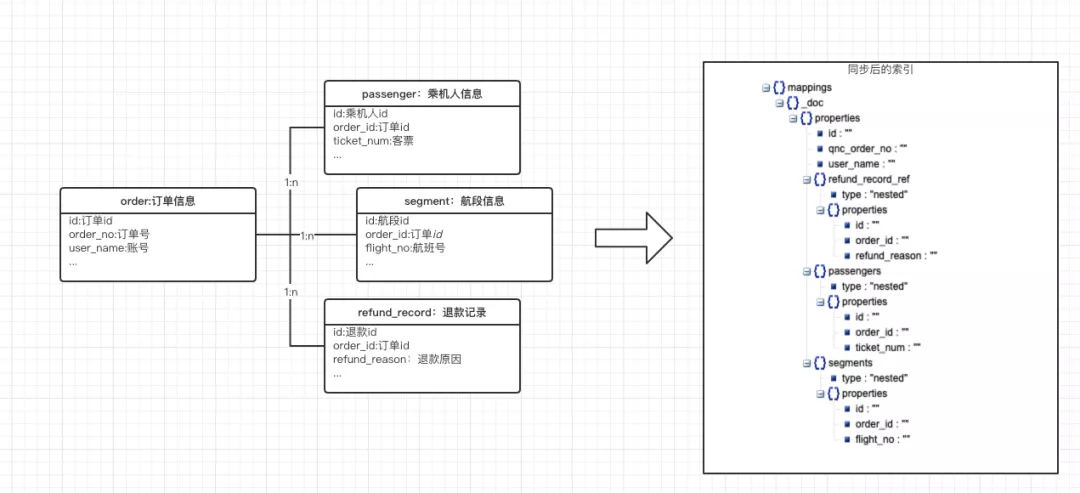 passenger：乘机人信息
id:乘机人id
order_id:订单id
ticket_num:客票
...
1:n
order:订单信息
id:订单id
order_no:订单号
user_name:账号
...
1:n
segment：航段信息
id:航段id
order_id:订单id
flight_no:航班号
...
1:n
refund_record：退款记录
id:退款id
order_id:订单id
refund_reason：退款原因
...
同步后的索引
{} mappings
{} _doc
{} properties
id : ""
qnc_order_no : ""
user_name : ""
{} refund_record_ref
type : "nested"
{} properties
id : ""
order_id : ""
refund_reason : ""
{} passengers
type : "nested"
{} properties
id : ""
order_id : ""
ticket_num : ""
{} segments
type : "nested"
{} properties
id : ""
order_id : ""
flight_no : ""